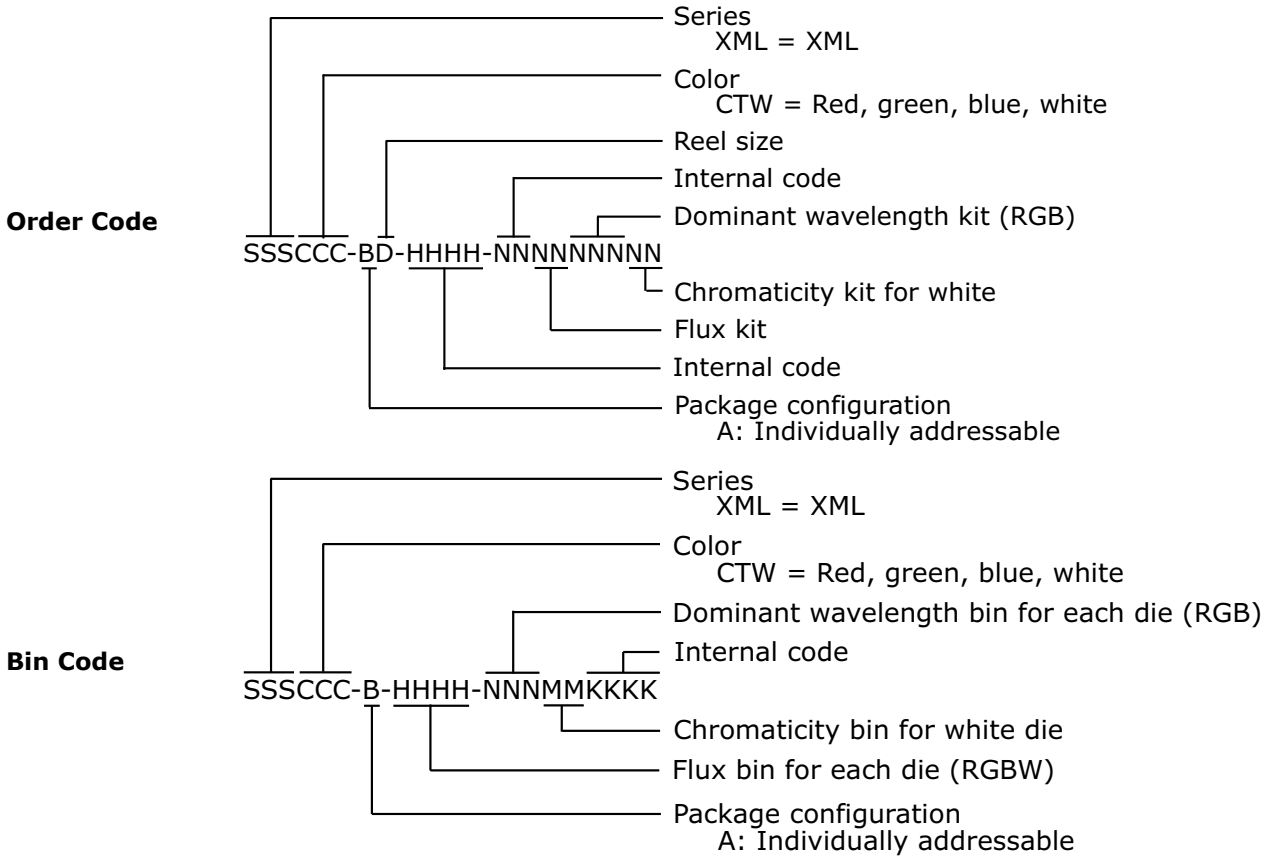 Series
XML = XML
Color
CTW = Red, green, blue, white
Reel size
Internal code
Dominant wavelength kit (RGB)
Order Code
SSSCCC-BD-HHHH-NNNNNNNNN
Chromaticity kit for white
Flux kit
Internal code
Package configuration
A: Individually addressable
Series
XML = XML
Color
CTW = Red, green, blue, white
Dominant wavelength bin for each die (RGB)
Internal code
Bin Code
SSSCCC-B-HHHH-NNNMMKKKK
Chromaticity bin for white die
Flux bin for each die (RGBW)
Package configuration
A: Individually addressable